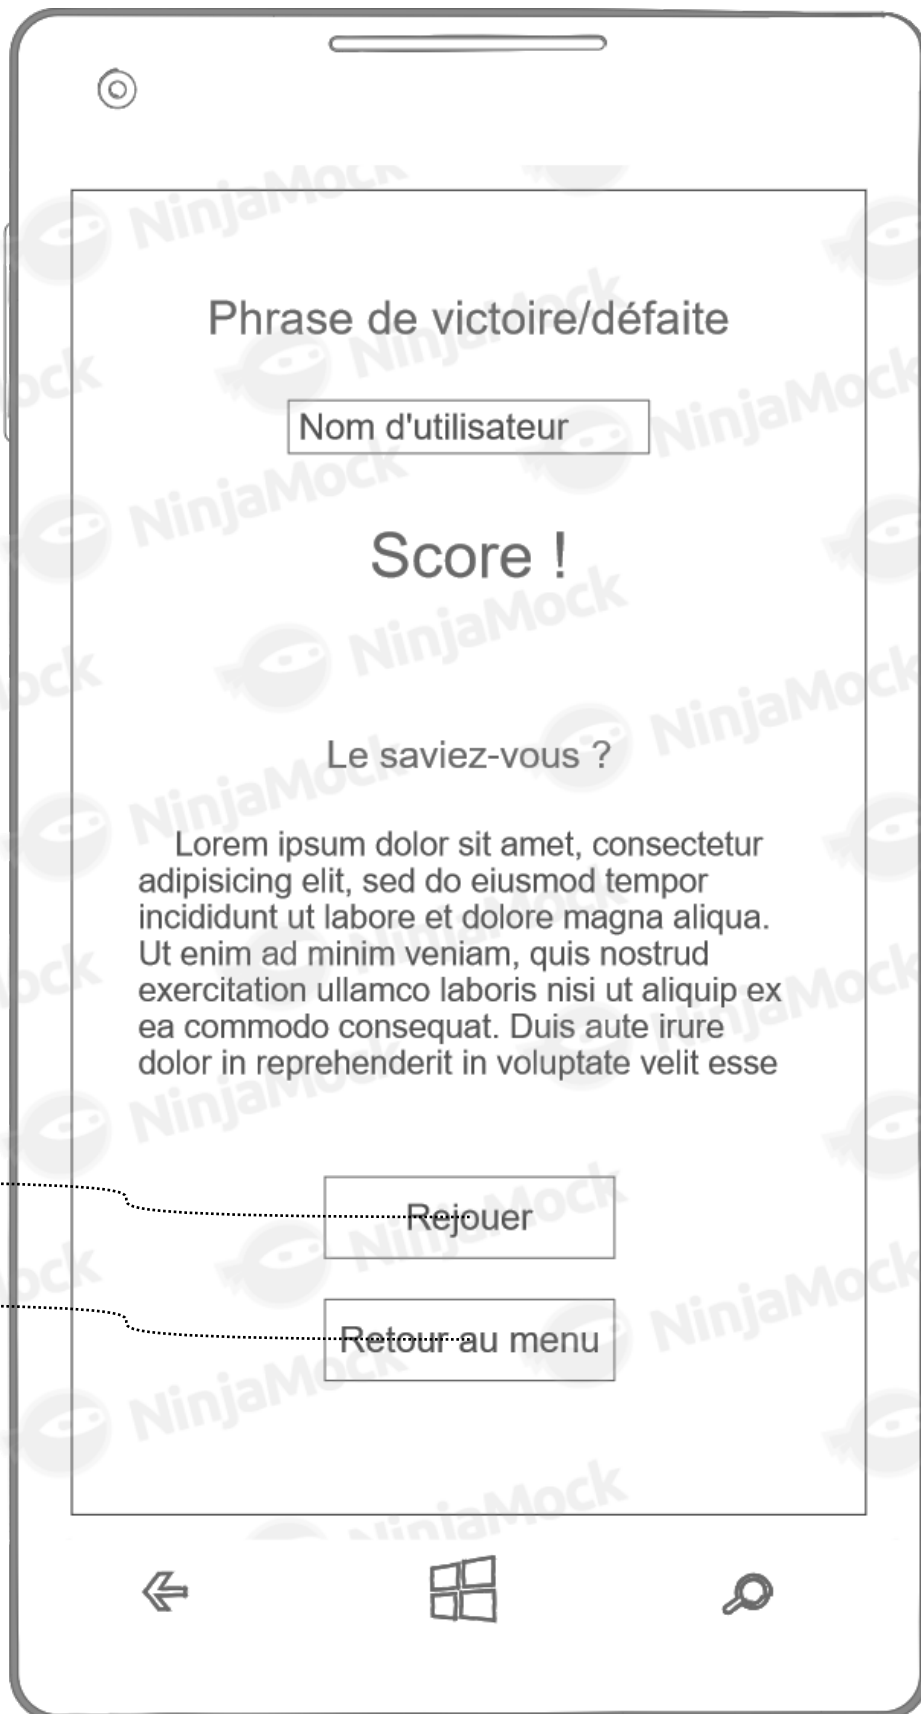 Phrase de victoire/défaite
Nom d'utilisateur
Score !
Le saviez-vous ?
Lorem ipsum dolor sit amet, consectetur
adipisicing elit, sed do eiusmod tempor
incididunt ut labore et dolore magna aliqua.
Ut enim ad minim veniam, quis nostrud
exercitation ullamco laboris nisi ut aliquip ex
ea commodo consequat. Duis aute irure
dolor in reprehenderit in voluptate velit esse
Rejouer
Retour au menu
NinjaMock